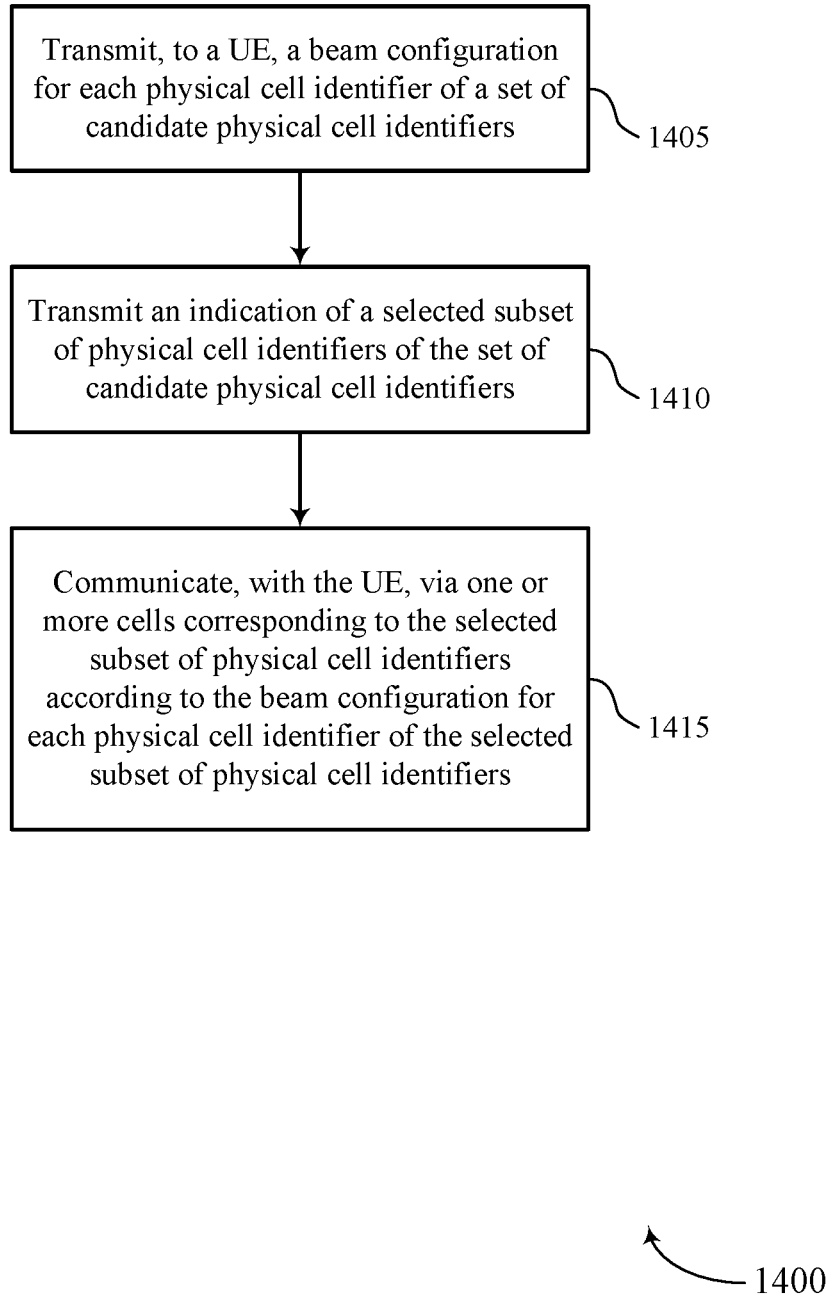 Transmit, to a UE, a beam configuration
for each physical cell identifier of a set of
candidate physical cell identifiers
1405
Transmit an indication of a selected subset
of physical cell identifiers of the set of
candidate physical cell identifiers
1410
Communicate, with the UE, via one or
more cells corresponding to the selected
subset of physical cell identifiers
according to the beam configuration for
each physical cell identifier of the selected
subset of physical cell identifiers
1415
1400